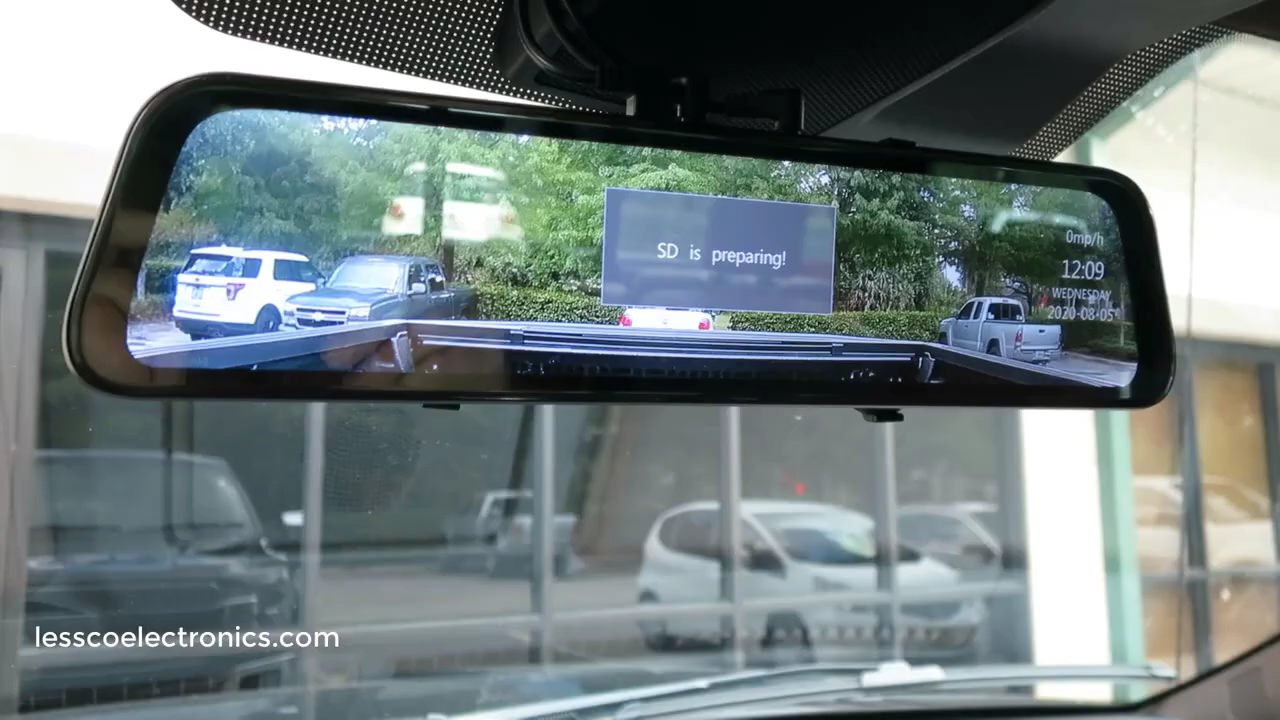 SD is preparing!
0mp/h
12:09
WEDNESDAY
2020-08-05
lesscoelectronics.com